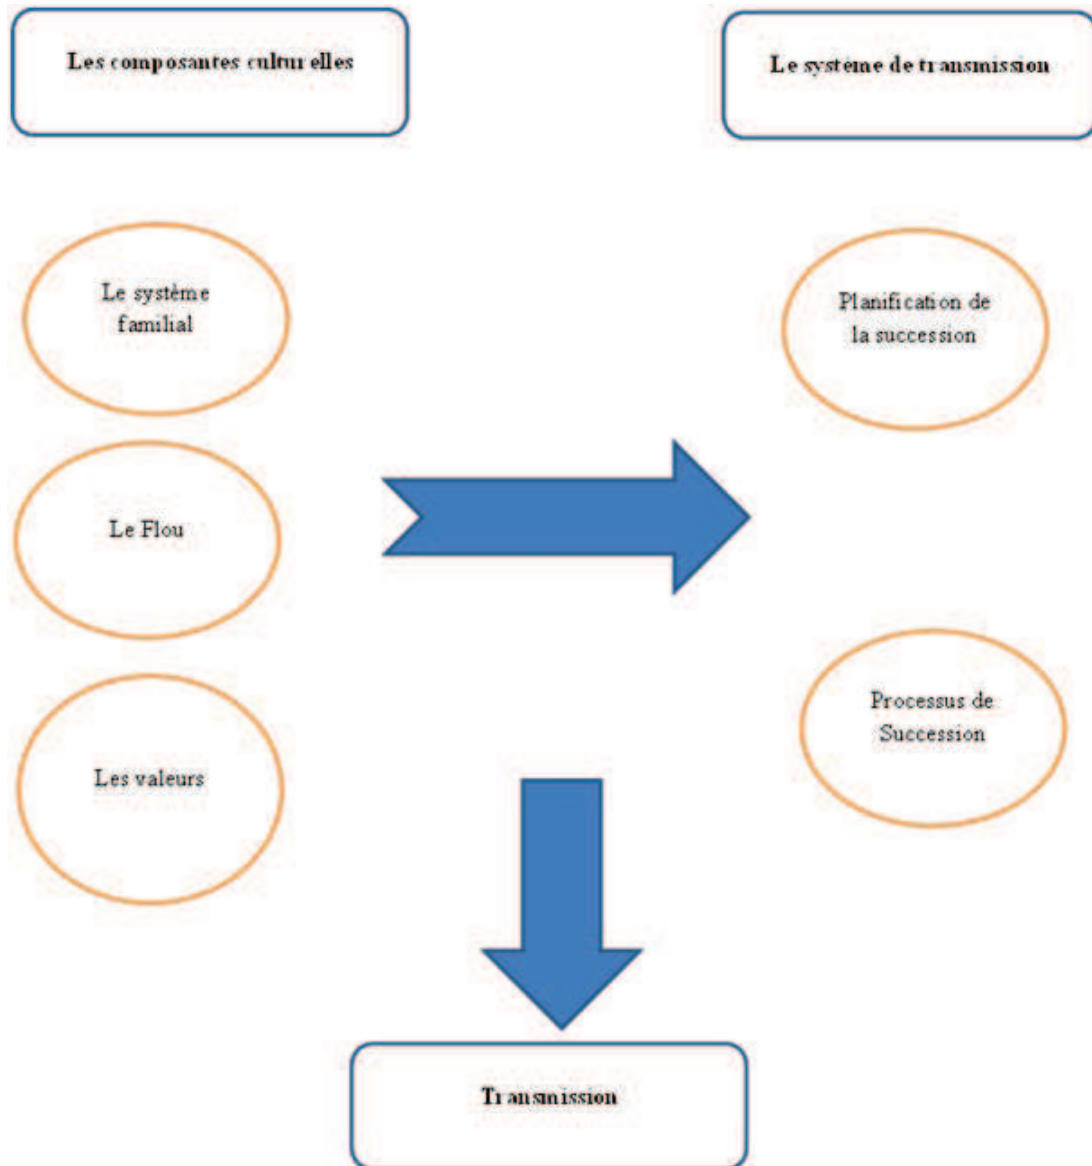 Les composantes culturelles
Le système de transmission
Le système
familial
Planification de
la succession
Le Flou
Processus de
Succession
Les valeurs
Transmission